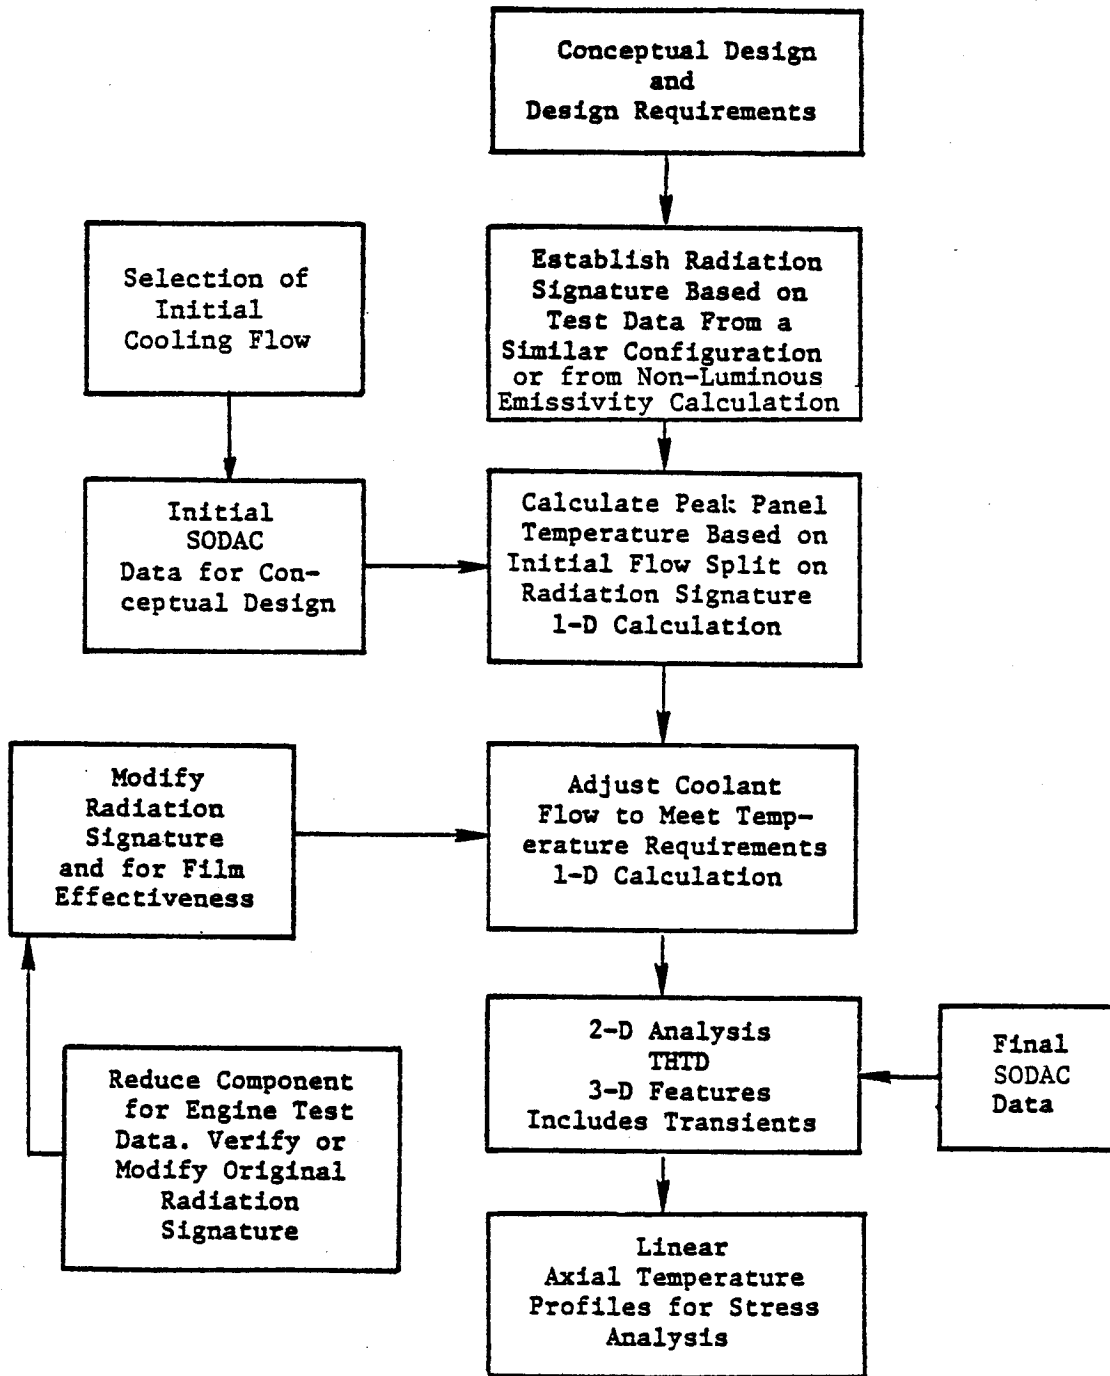 Conceptual Design
and
Design Requirements
Selection of
Initial
Cooling Flow
Establish Radiation
Signature Based on
Test Data From a
Similar Configuration
or from Non-Luminous
Emissivity Calculation
Initial
SODAC
Data for Con-
ceptual Design
Calculate Peak Panel
Temperature Based on
Initial Flow Split on
Radiation Signature
1-D Calculation
Modify
Radiation
Signature
and for Film
Effectiveness
Adjust Coolant
Flow to Meet Temp-
erature Requirements
1-D Calculation
Reduce Component
for Engine Test
Data. Verify or
Modify Original
Radiation
Signature
2-D Analysis
THTD
3-D Features
Includes Transients
Final
SODAC
Data
Linear
Axial Temperature
Profiles for Stress
Analysis